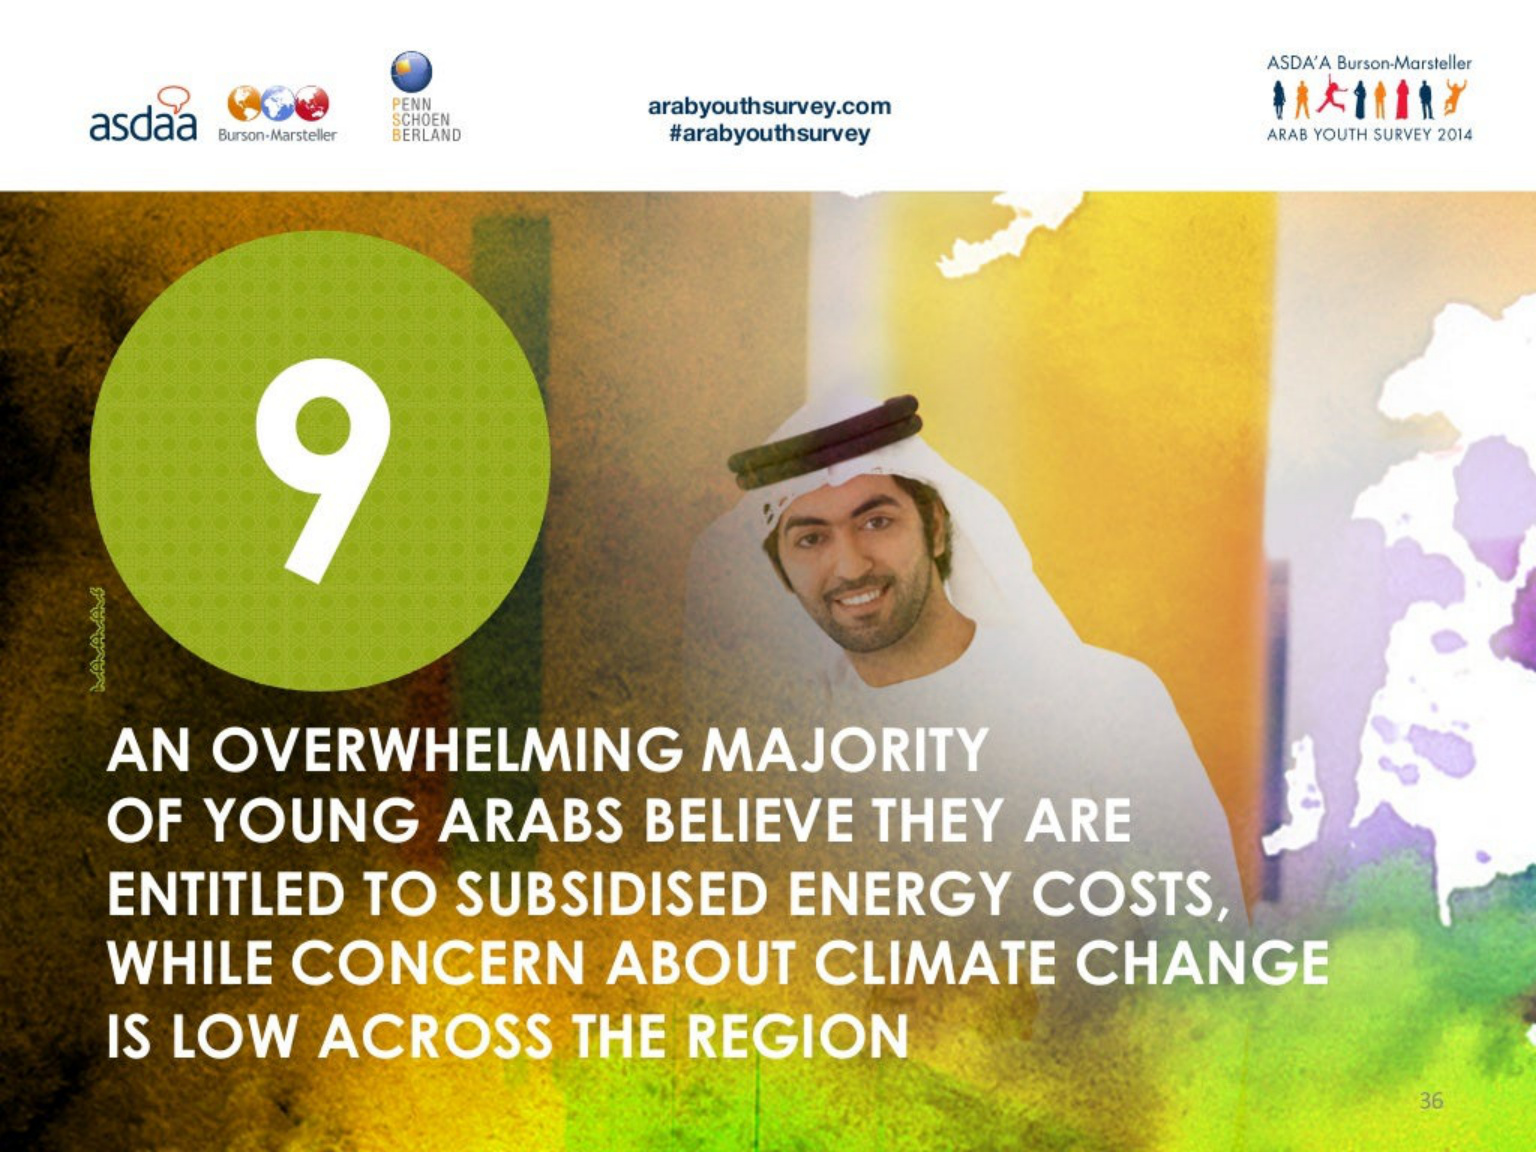 asdaa
Burson-Marsteller
PENN
SCHOEN
BERLAND
arabyouthsurvey.com
#arabyouthsurvey
ASDA'A Burson-Marsteller
ARAB YOUTH SURVEY 2014
9
AN OVERWHELMING MAJORITY
OF YOUNG ARABS BELIEVE THEY ARE
ENTITLED TO SUBSIDISED ENERGY COSTS,
WHILE CONCERN ABOUT CLIMATE CHANGE
IS LOW ACROSS THE REGION
36